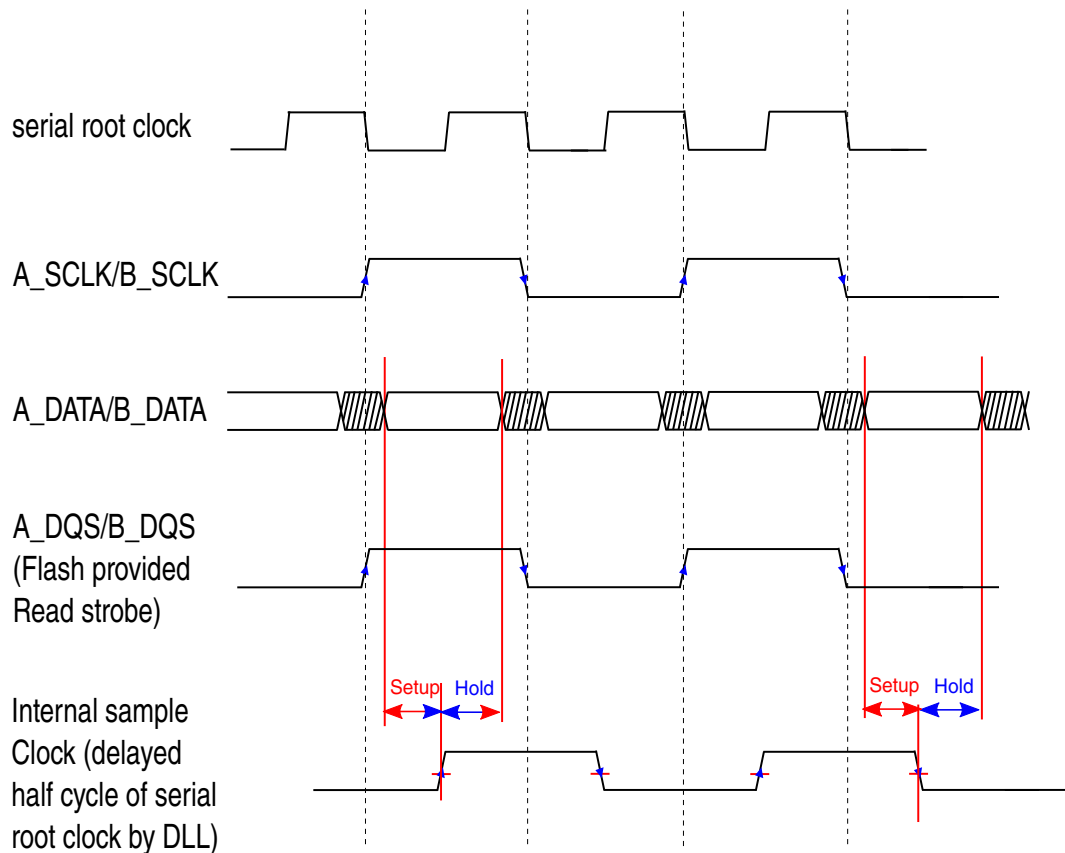 serial root clock
A_SCLK/B_SCLK
A_DATA/B_DATA
A_DQS/B_DQS
(Flash provided
Read strobe)
Setup Hold
Setup Hold
Internal sample
Clock (delayed
half cycle of serial
root clock by DLL)